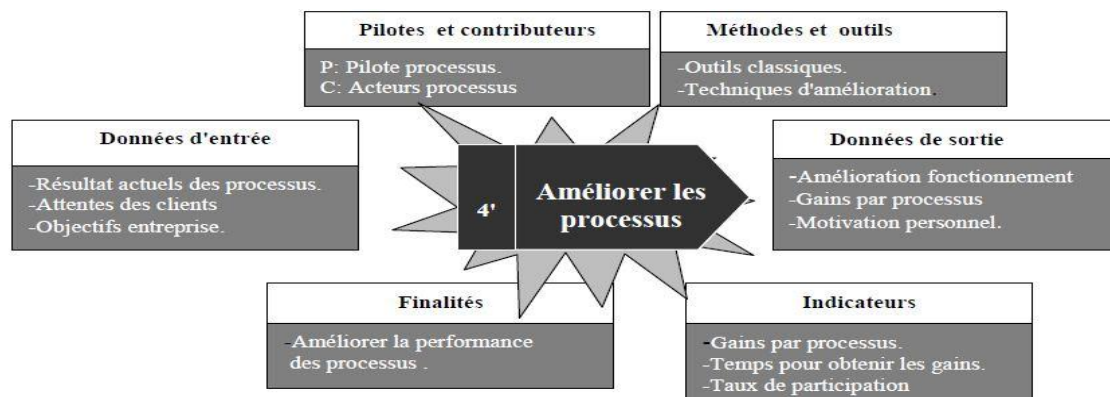 Pilotes et contributeurs
P: Pilote processus.
C: Acteurs processus
Méthodes et outils
-Outils classiques.
-Techniques d'amélioration.
Données d'entrée
-Résultat actuels des processus.
-Attentes des clients
-Objectifs entreprise.
4'
Améliorer les
processus
Données de sortie
-Amélioration fonctionnement
-Gains par processus
-Motivation personnel.
Finalités
-Améliorer la performance
des processus .
Indicateurs
-Gains par processus.
-Temps pour obtenir les gains.
-Taux de participation